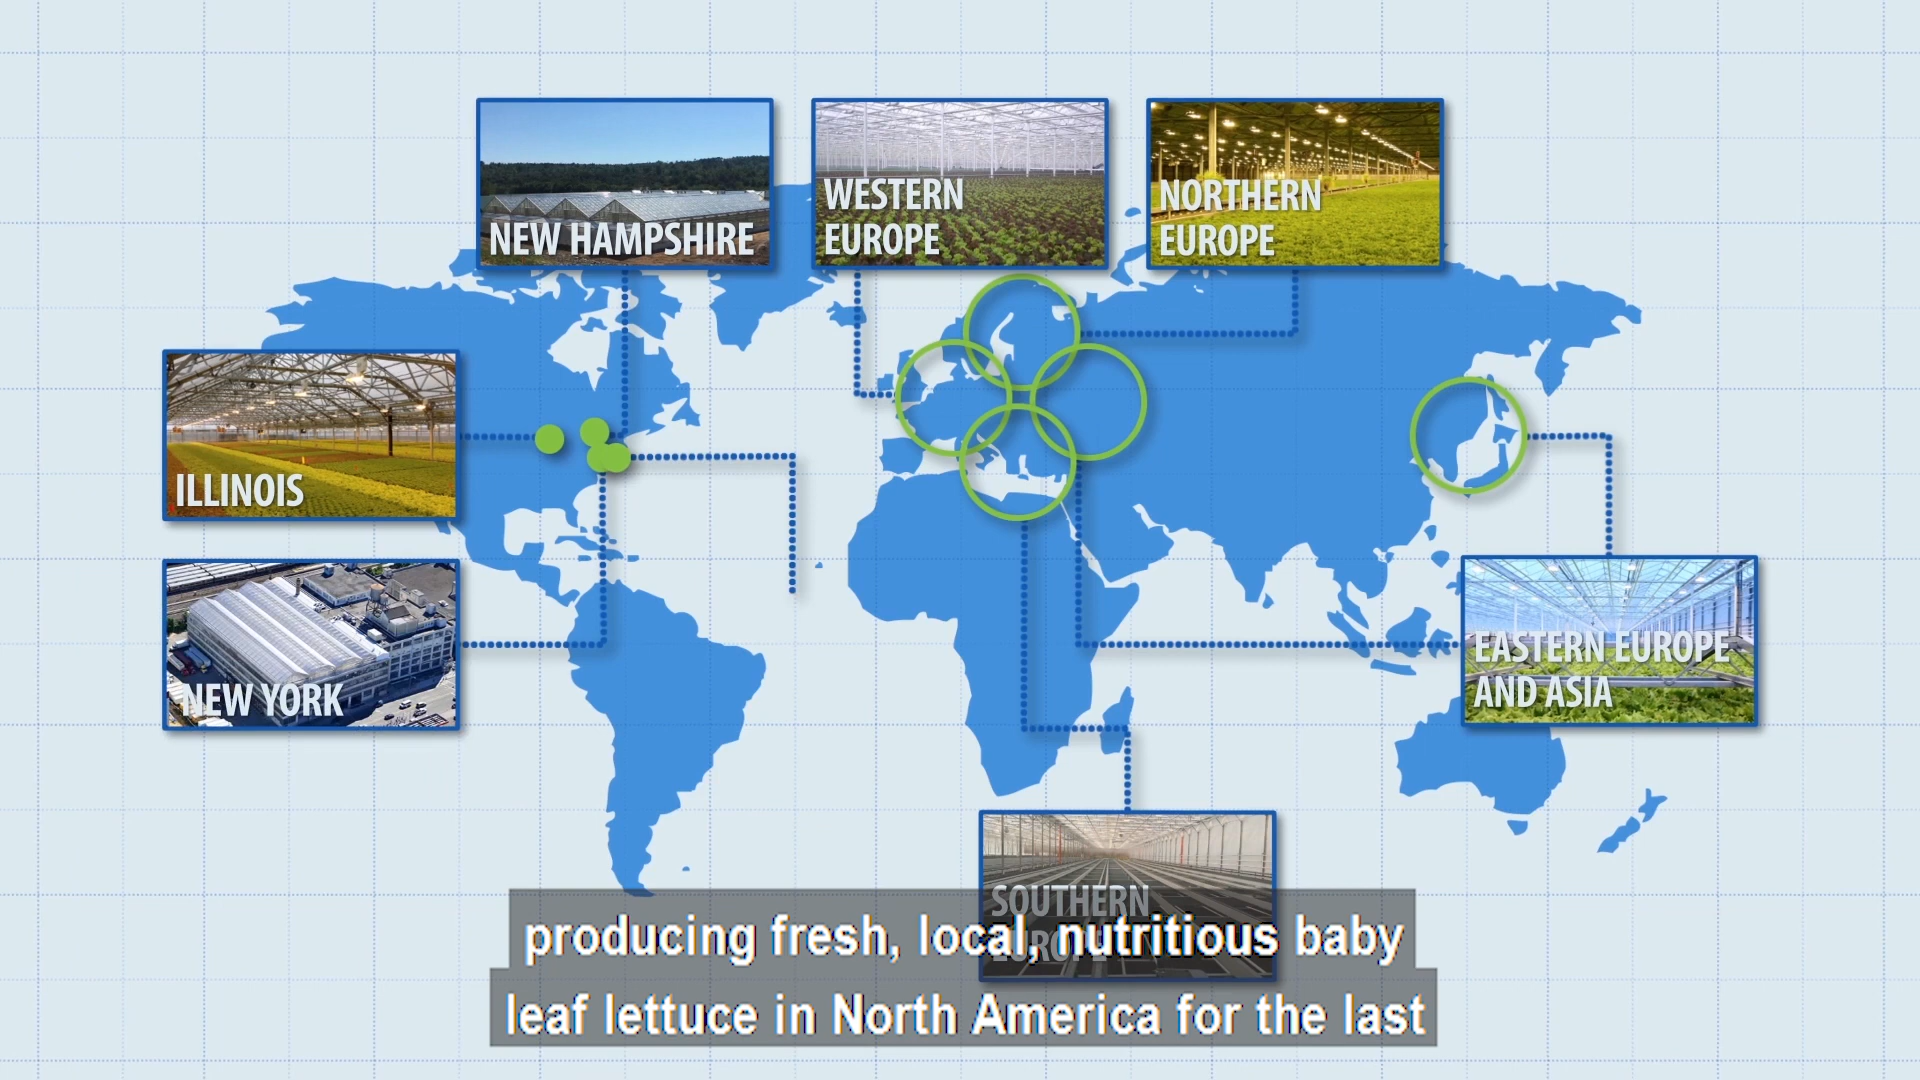 NEW HAMPSHIRE
WESTERN
EUROPE
NORTHERN
EUROPE
ILLINOIS
NEW YORK
EASTERN EUROPE
AND ASIA
SOUTHERN
EUROPE
producing fresh, local, nutritious baby
leaf lettuce in North America for the last